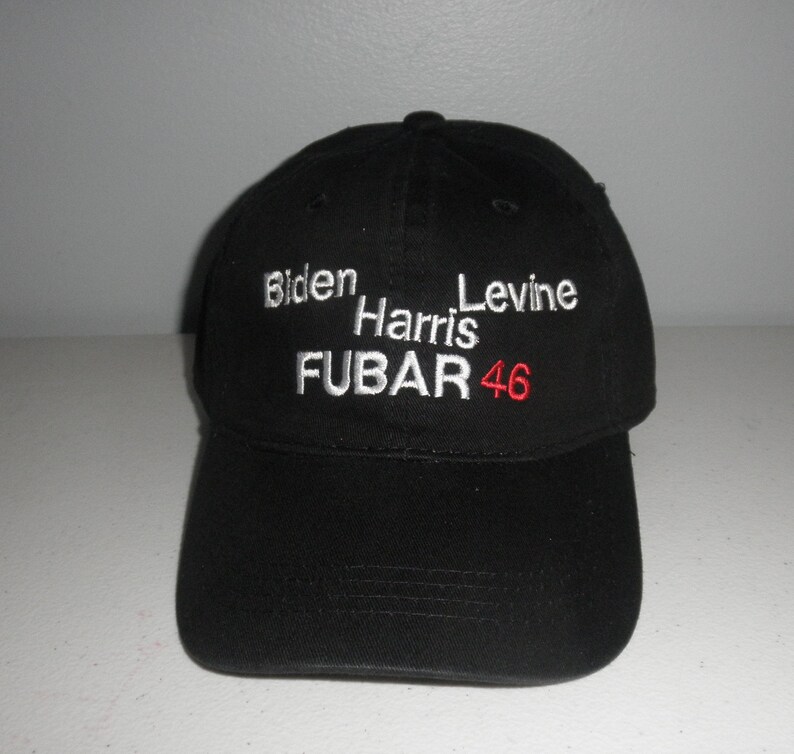 Biden Levine
Harris
FUBAR 46